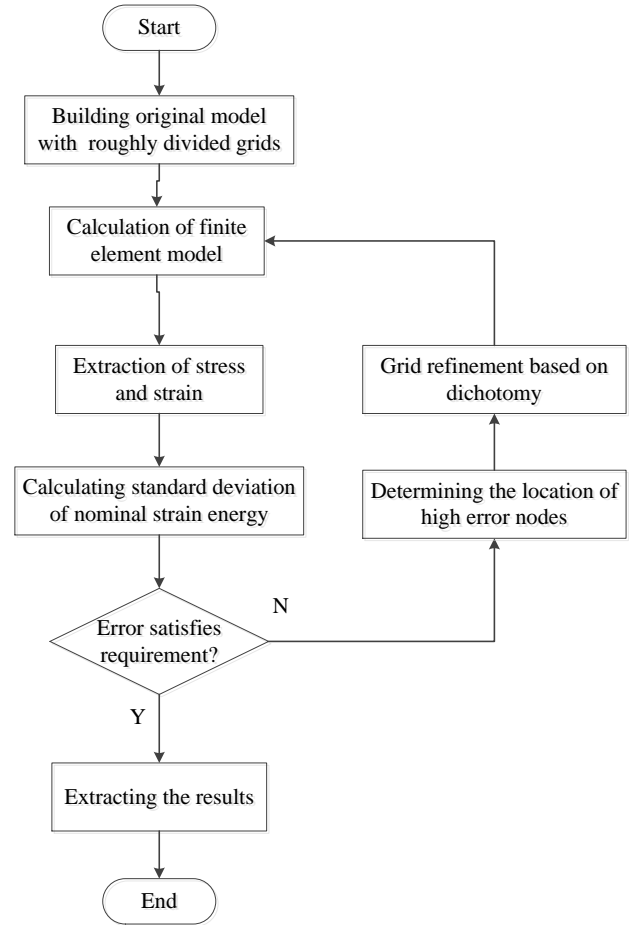 Start
Building original model
with roughly divided grids
Calculation of finite
element model
Extraction of stress
and strain
Grid refinement based on
dichotomy
Calculating standard deviation
of nominal strain energy
Determining the location of
high error nodes
N
Error satisfies
requirement?
Y
Extracting the results
End